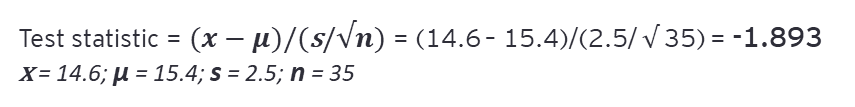 Test statistic = (x – μ)/(s/√n) = (14.6- 15.4)/(2.5/ √ 35) = -1.893
X= 14.6; μ = 15.4; s = 2.5; n = 35